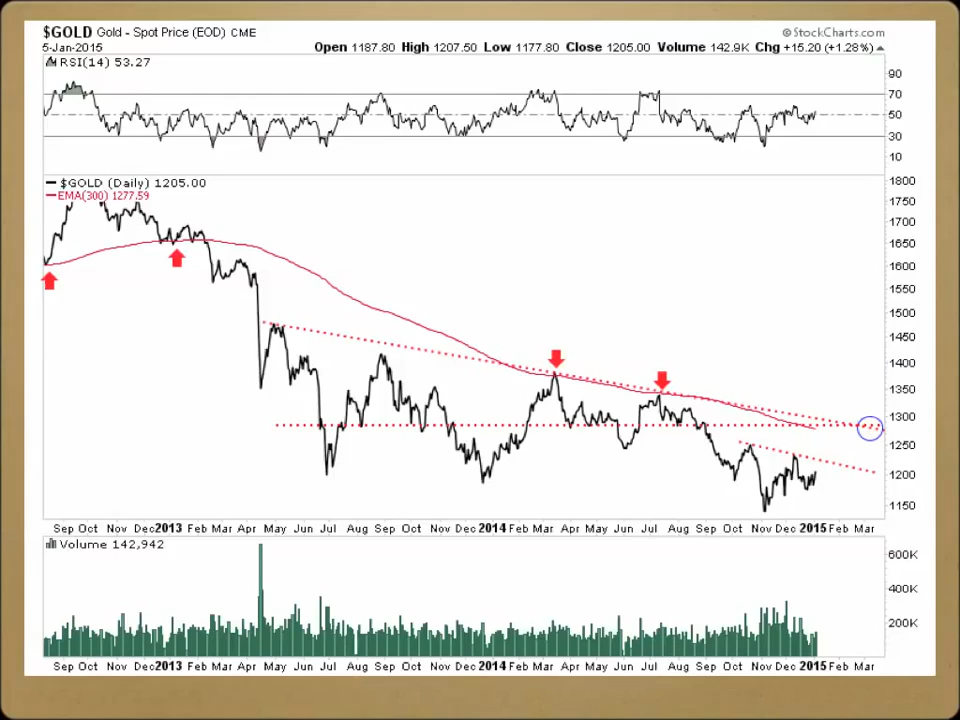 $GOLD Gold - Spot Price (EOD) CME
© StockCharts.com
5-Jan-2015
Open 1187.80 High 1207.50 Low 1177.80 Close 1205.00 Volume 142.9K Chg +15.20 (+1.28%)
RSI(14) 53.27
90
70
50
30
10
$GOLD (Daily) 1205.00
EMA(300) 1277.59
1800
1750
1700
1650
1600
1550
1500
1450
1400
1350
1300
1250
1200
1150
Sep Oct Nov Dec 2013 Feb Mar Apr May Jun Jul Aug Sep Oct Nov Dec 2014 Feb Mar Apr May Jun Jul Aug Sep Oct Nov Dec 2015 Feb Mar
Volume 142,942
600K
400K
200K
Sep Oct Nov Dec 2013 Feb Mar Apr May Jun Jul Aug Sep Oct Nov Dec 2014 Feb Mar Apr May Jun Jul Aug Sep Oct Nov Dec 2015 Feb Mar